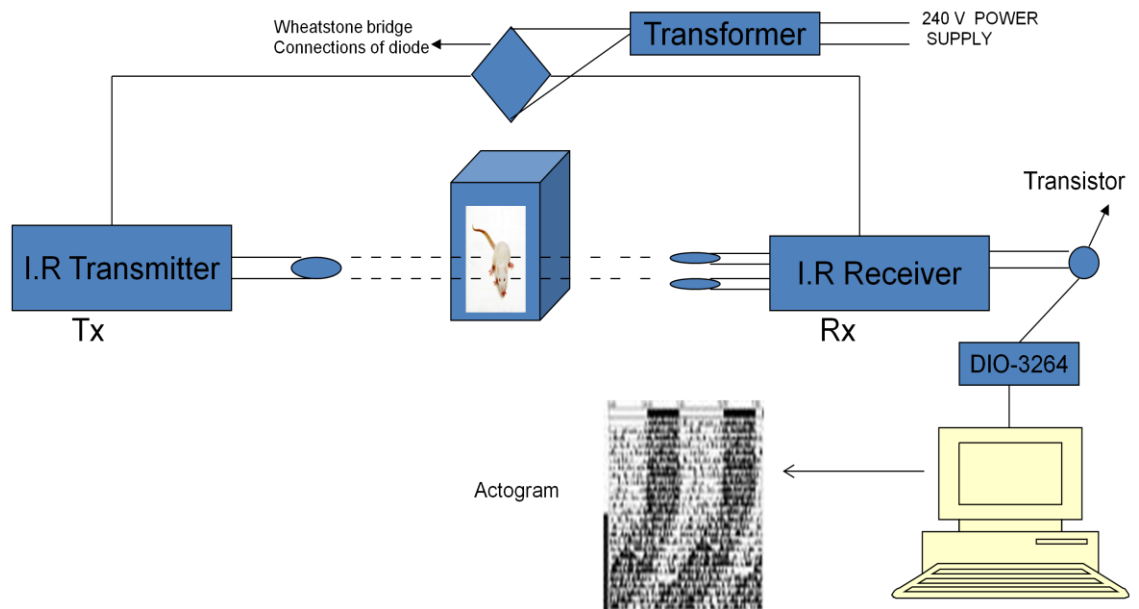 Wheatstone bridge
Connections of diode
Transformer
240 V POWER
SUPPLY
Transistor
I.R Transmitter
I.R Receiver
Tx
Rx
DIO-3264
Actogram